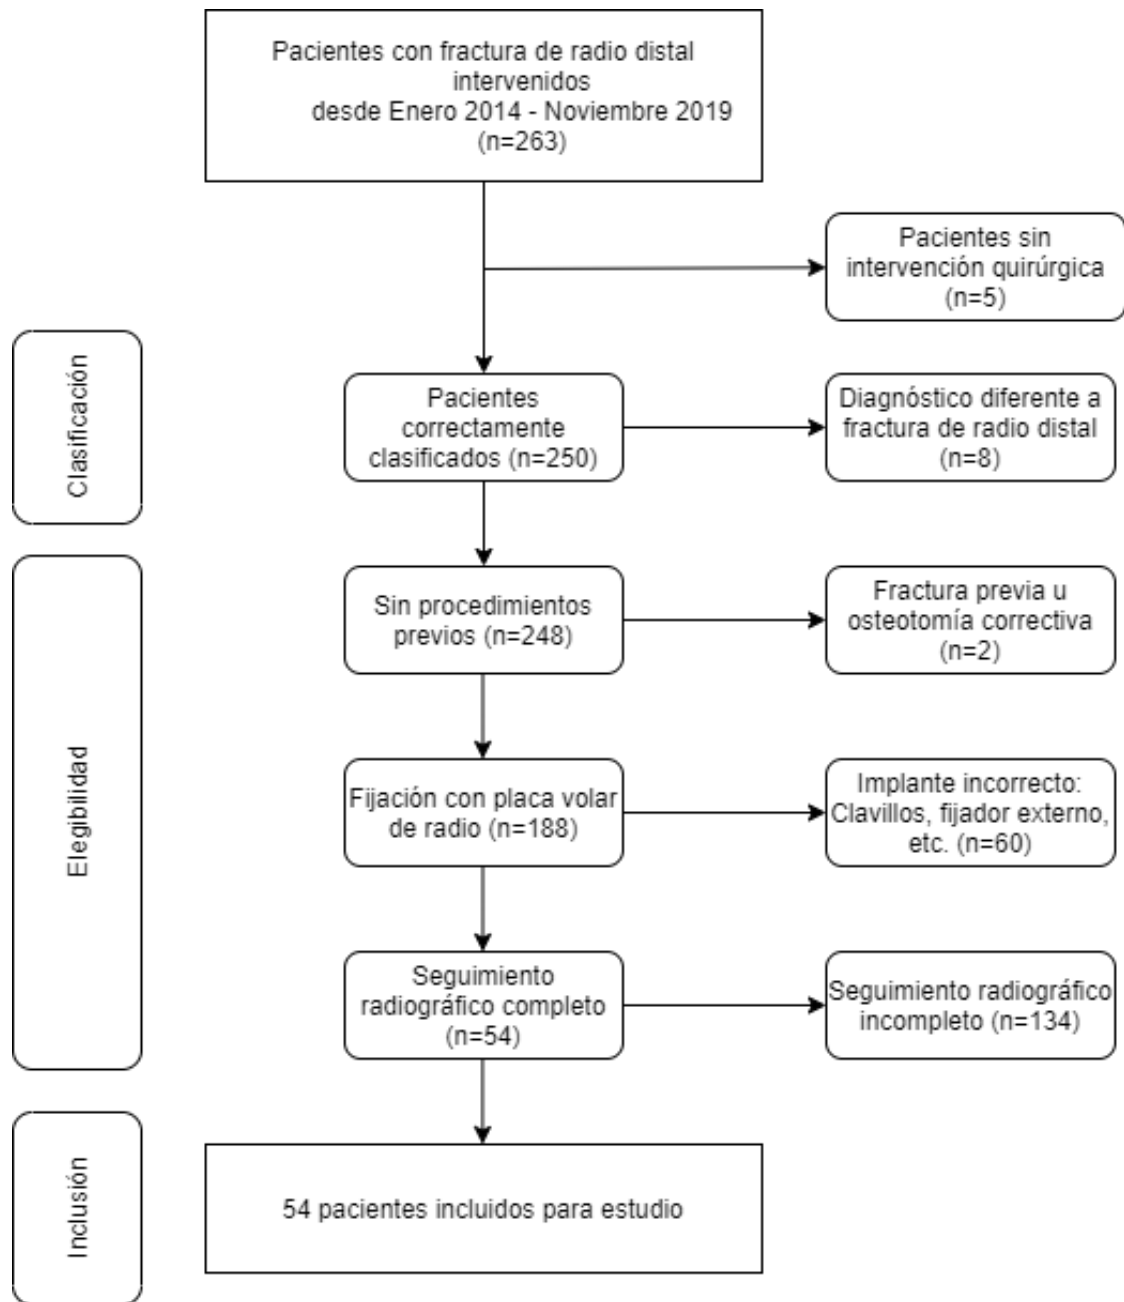 Pacientes con fractura de radio distal
intervenidos
desde Enero 2014 - Noviembre 2019
(n=263)
Pacientes sin
intervención quirúrgica
(n=5)
Clasificación
Pacientes
correctamente
clasificados (n=250)
Diagnóstico diferente a
fractura de radio distal
(n=8)
Elegibilidad
Sin procedimientos
previos (n=248)
Fractura previa u
osteotomía correctiva
(n=2)
Fijación con placa volar
de radio (n=188)
Implante incorrecto:
Clavillos, fijador externo,
etc. (n=60)
Seguimiento
radiográfico completo
(n=54)
Seguimiento radiográfico
incompleto (n=134)
Inclusión
54 pacientes incluidos para estudio